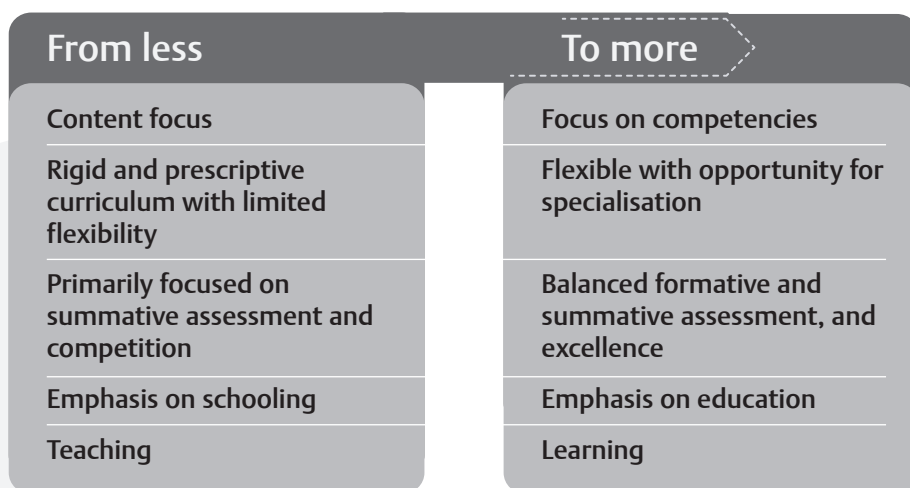 From less
To more
Content focus
Focus on competencies
Rigid and prescriptive
curriculum with limited
flexibility
Flexible with opportunity for
specialisation
Primarily focused on
summative assessment and
competition
Balanced formative and
summative assessment, and
excellence
Emphasis on schooling
Emphasis on education
Teaching
Learning